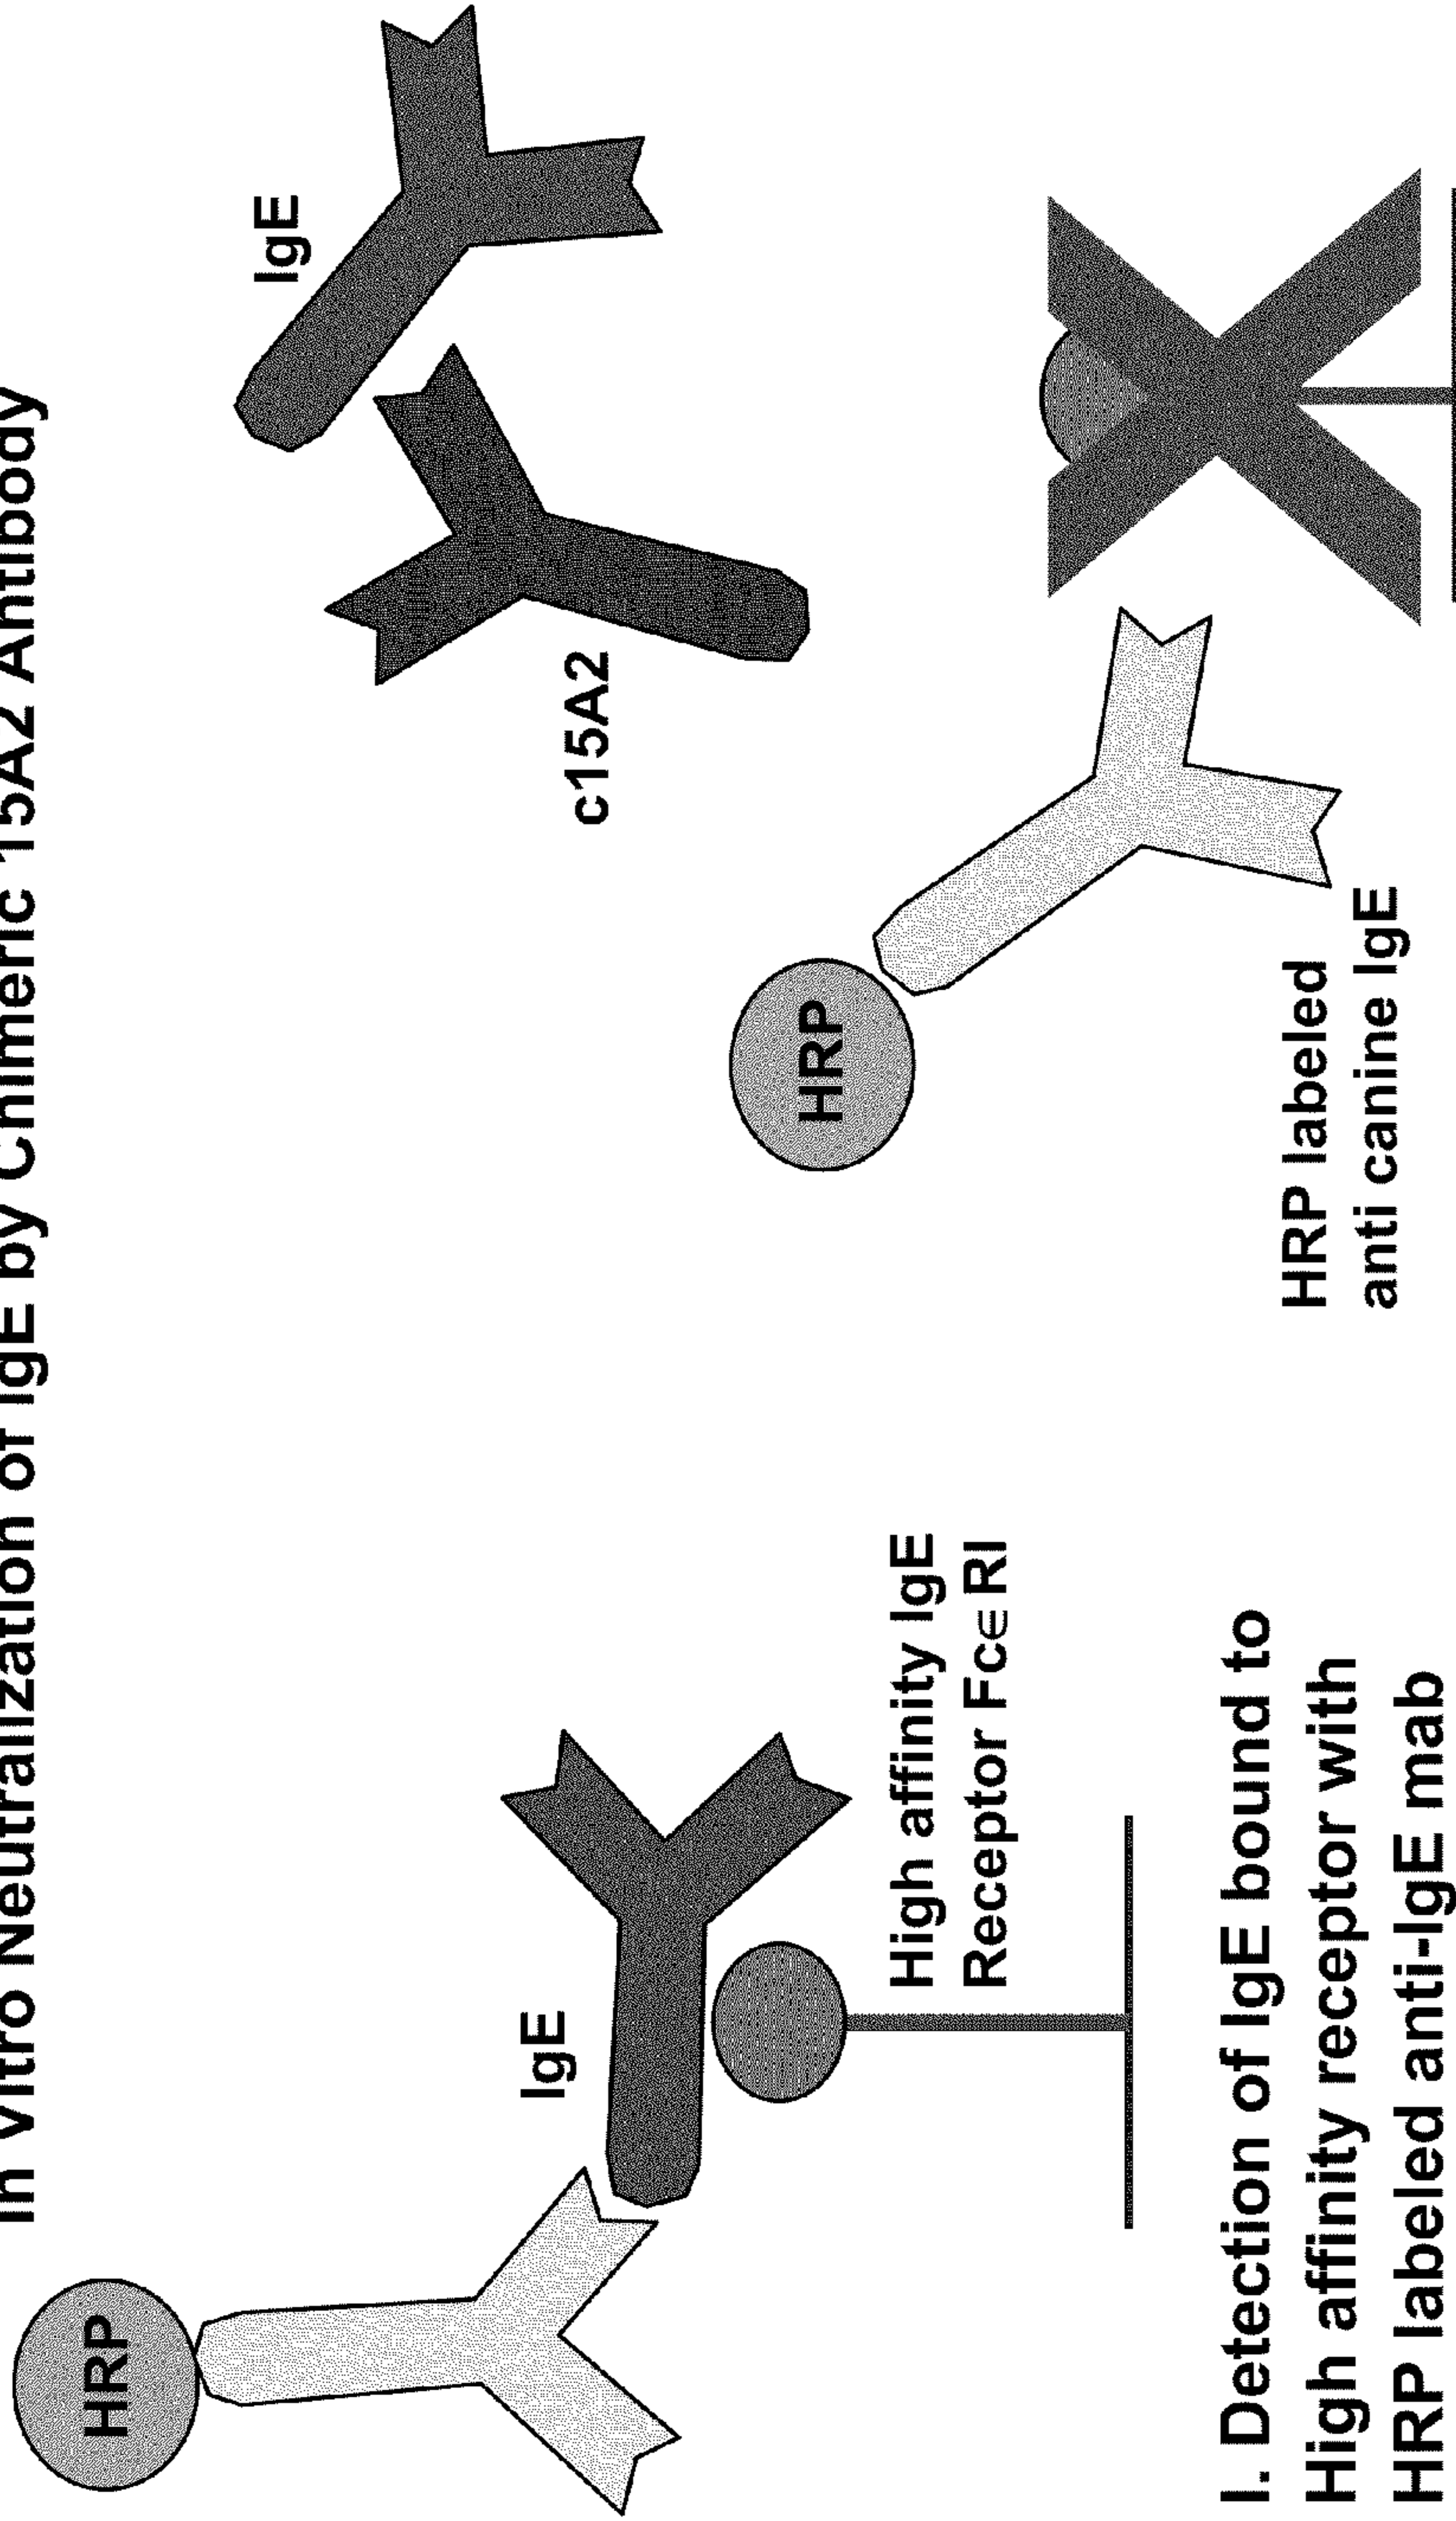 In Vitro Neutralization of IgE by Chimeric 15A2 Antibody
HRP
IgE
High affinity IgE
Receptor Fc∈RI
I. Detection of IgE bound to
High affinity receptor with
HRP labeled anti-IgE mab
IgE
c15A2
HRP
HRP labeled
anti canine IgE